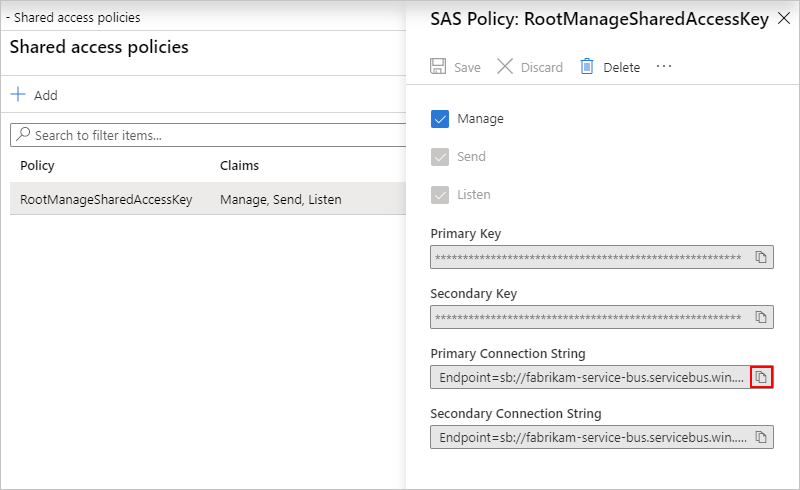 - Shared access policies
Shared access policies
Add
Search to filter items...
Policy Claims
RootManageSharedAccessKey Manage, Send, Listen
SAS Policy: RootManageSharedAccessKey
Save Discard Delete ...
Manage
Send
Listen
Primary Key
******************************************************
Secondary Key
******************************************************
Primary Connection String
Endpoint=sb://fabrikam-service-bus.servicebus.win....
Secondary Connection String
Endpoint=sb://fabrikam-service-bus.servicebus.win.....